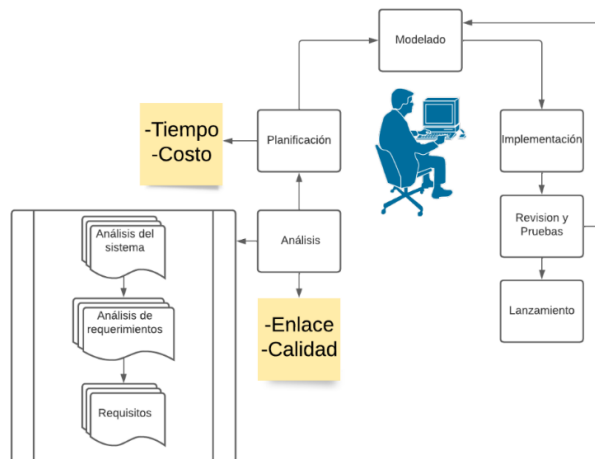 Modelado
-Tiempo
-Costo
Planificación
Implementación
Análisis del
sistema
Análisis
Revision y
Pruebas
Análisis de
requerimientos
-Enlace
-Calidad
Lanzamiento
Requisitos